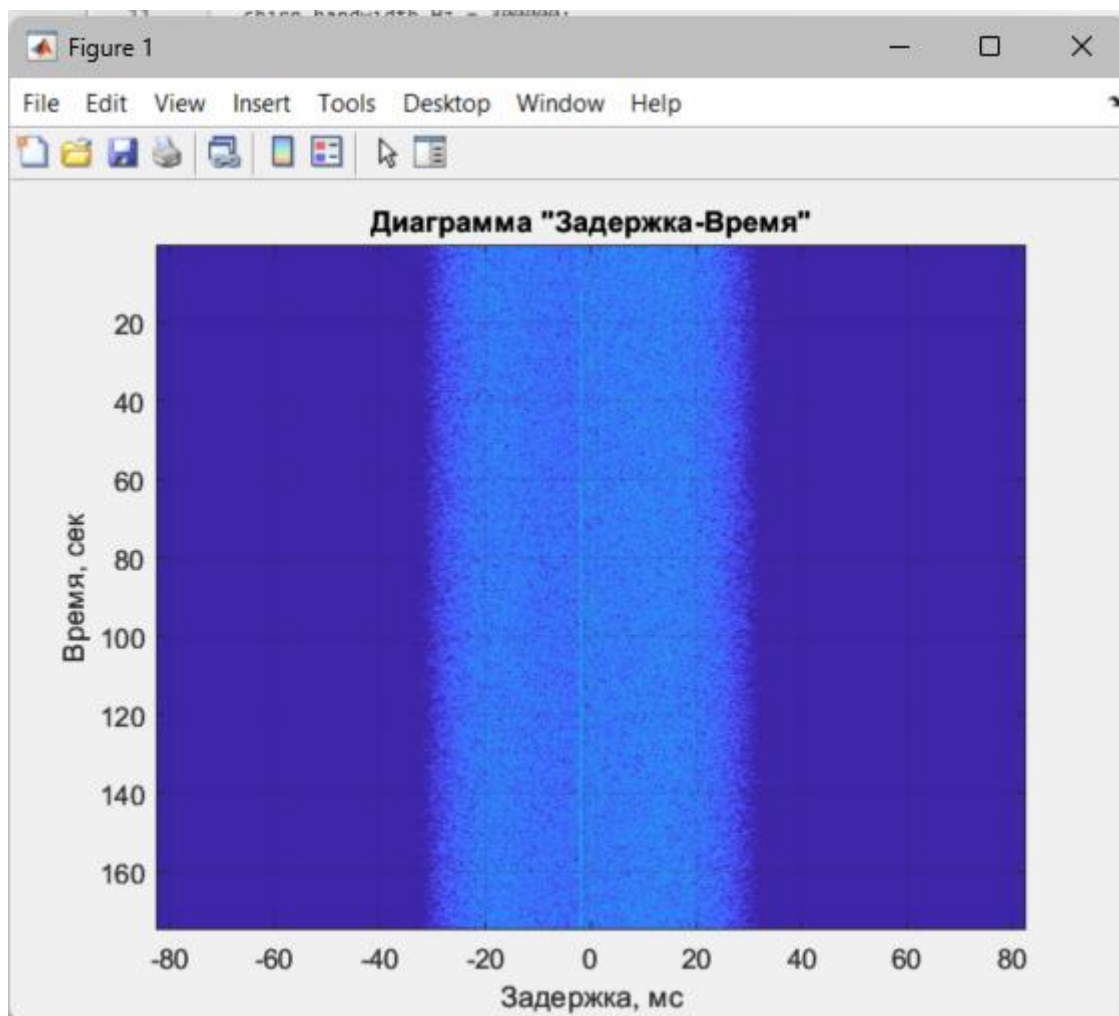 Figure 1
File Edit View Insert Tools Desktop Window Help
Диаграмма "Задержка-Время"
20
40
60
80
100
120
140
160
Время, сек
-80 -60 -40 -20 0 20 40 60 80
Задержка, мс